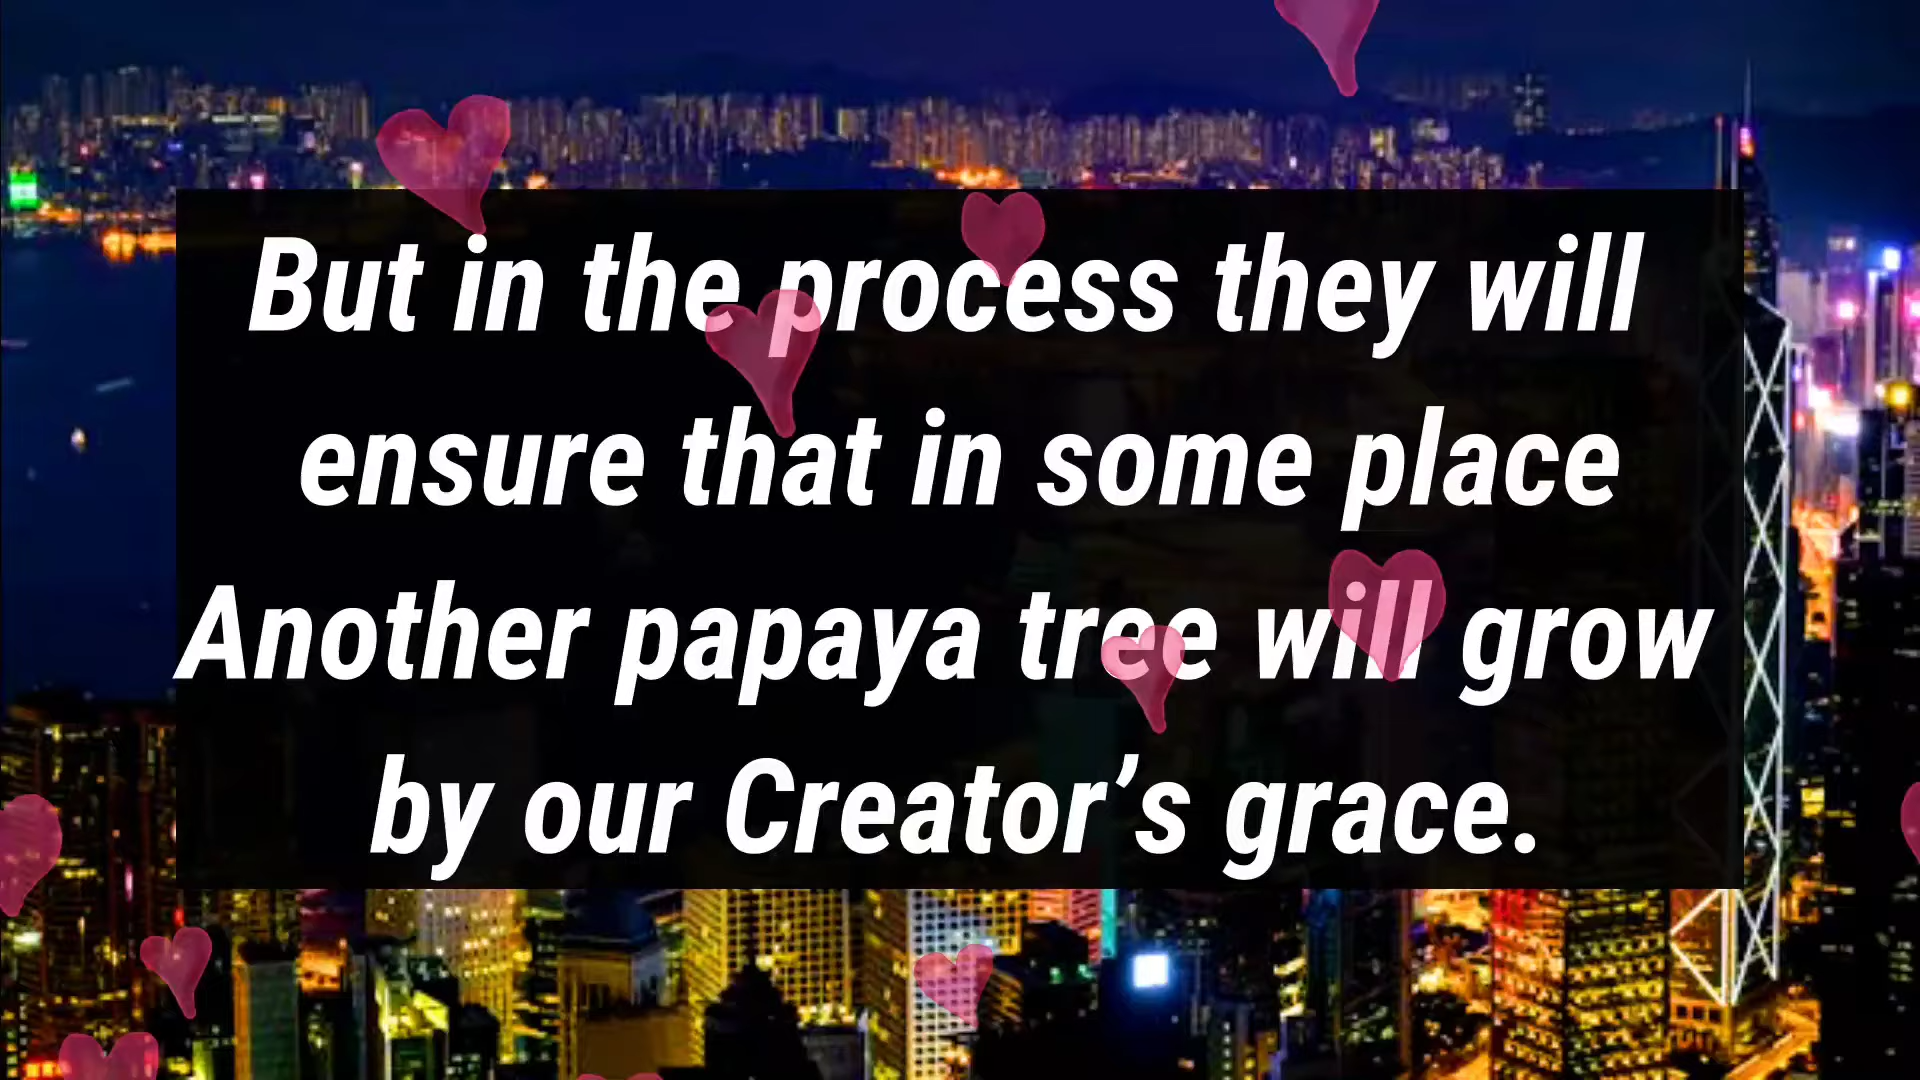 But in the process they will
ensure that in some place
Another papaya tree will grow
by our Creator’s grace.